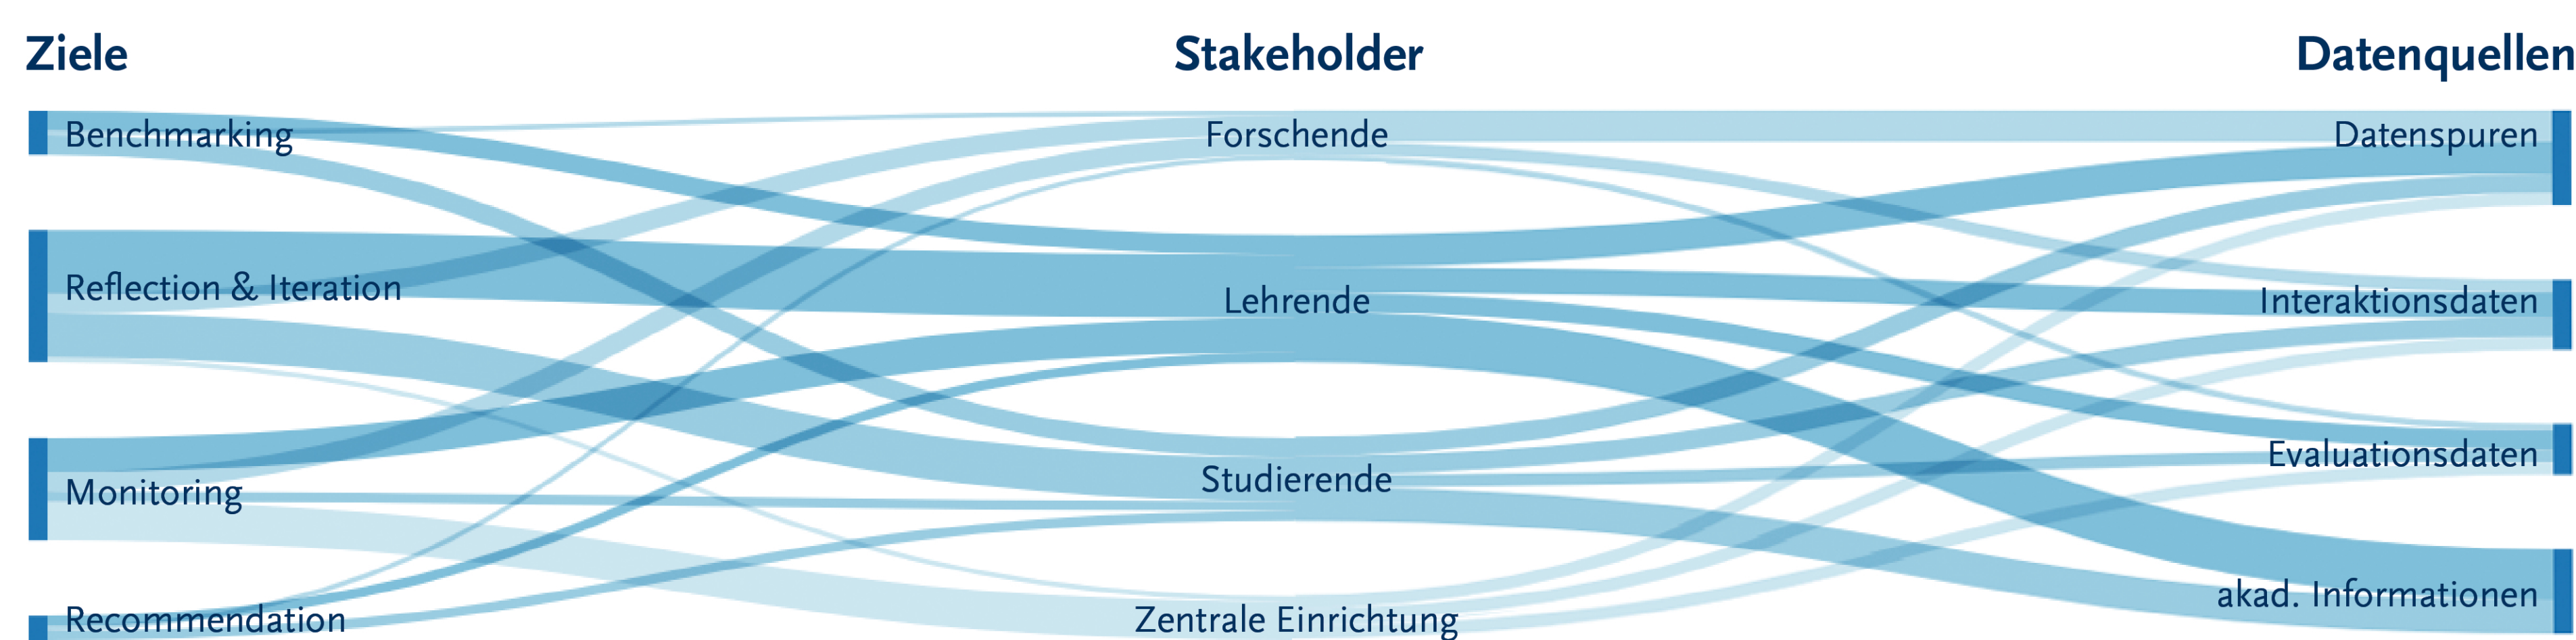 Ziele
Stakeholder
Datenquellen
Benchmarking
Forschende
Datenspuren
Reflection & Iteration
Lehrende
Interaktionsdaten
Monitoring
Studierende
Evaluationsdaten
Recommendation
Zentrale Einrichtung
akad. Informationen